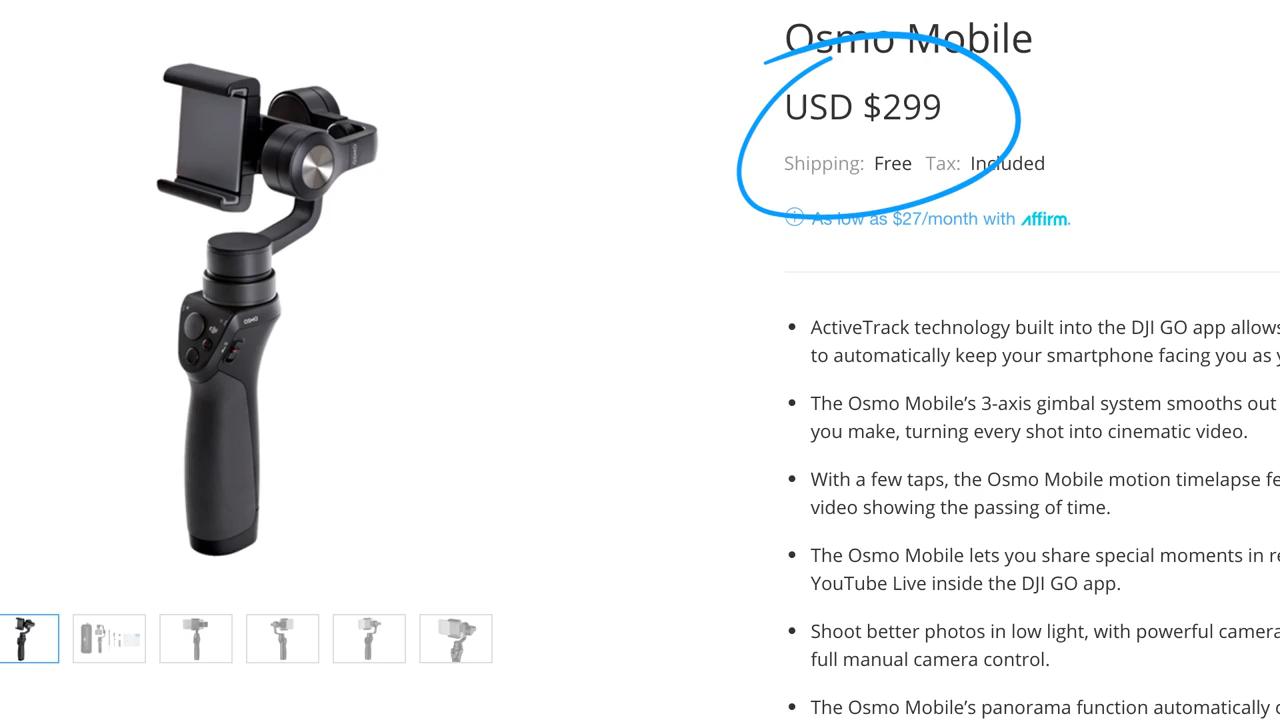 Osmo Mobile
USD $299
Shipping: Free Tax: Included
As low as $27/month with affirm.
ActiveTrack technology built into the DJI GO app allows
to automatically keep your smartphone facing you as
The Osmo Mobile’s 3-axis gimbal system smooths out
you make, turning every shot into cinematic video.
With a few taps, the Osmo Mobile motion timelapse
video showing the passing of time.
The Osmo Mobile lets you share special moments in
YouTube Live inside the DJI GO app.
Shoot better photos in low light, with powerful camera
full manual camera control.
The Osmo Mobile’s panorama function automatically
OSMO
OSMO